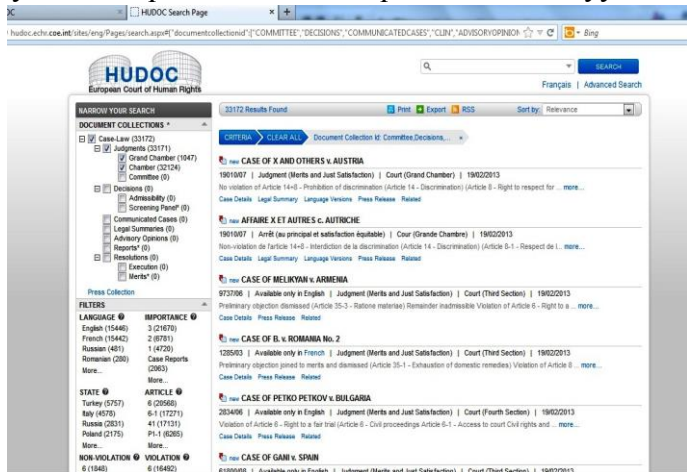 HUDOC Search Page
hudoc.echr.coe.int/sites/eng/Pages/search.aspx#{"documentcollectionid":["COMMITTEE","DECISIONS","COMMUNICATEDCASES","CLIN","ADVISORYOPINION
Bing
HUDOC
European Court of Human Rights
SEARCH
Français | Advanced Search
NARROW YOUR SEARCH
33172 Results Found
Print Export RSS
Sort by: Relevance
DOCUMENT COLLECTIONS *
Case-Law (33172)
Judgments (33171)
Grand Chamber (1047)
Chamber (32124)
Committee (0)
Decisions (0)
Admissibility (0)
Screening Panel* (0)
Communicated Cases (0)
Legal Summaries (0)
Advisory Opinions (0)
Reports* (0)
Resolutions (0)
Execution (0)
Merits* (0)
Press Collection
FILTERS
LANGUAGE
English (15446)
French (15442)
Russian (481)
Romanian (280)
More...
IMPORTANCE
3 (21670)
2 (6781)
1 (4720)
Case Reports
(2063)
More...
STATE
Turkey (5757)
Italy (4578)
Russia (2831)
Poland (2175)
More...
ARTICLE
6 (20568)
6-1 (17271)
41 (17131)
P1-1 (6265)
More...
NON-VIOLATION
6 (1848)
VIOLATION
6 (16492)
CRITERIA CLEAR ALL Document Collection Id: Committee,Decisions,...
new CASE OF X AND OTHERS v. AUSTRIA
19010/07 | Judgment (Merits and Just Satisfaction) | Court (Grand Chamber) | 19/02/2013
No violation of Article 14+8 - Prohibition of discrimination (Article 14 - Discrimination) (Article 8 - Right to respect for ... more...
Case Details Legal Summary Language Versions Press Release Related
new AFFAIRE X ET AUTRES c. AUTRICHE
19010/07 | Arrêt (au principal et satisfaction équitable) | Cour (Grande Chambre) | 19/02/2013
Non-violation de l'article 14+8 - Interdiction de la discrimination (Article 14 - Discrimination) (Article 8-1 - Respect de l... more...
Case Details Legal Summary Language Versions Press Release Related
new CASE OF MELIKYAN v. ARMENIA
9737/06 | Available only in English | Judgment (Merits and Just Satisfaction) | Court (Third Section) | 19/02/2013
Preliminary objection dismissed (Article 35-3 - Ratione materiae) Remainder inadmissible Violation of Article 6 - Right to a ... more...
Case Details Press Release Related
new CASE OF B. v. ROMANIA No. 2
1285/03 | Available only in French | Judgment (Merits and Just Satisfaction) | Court (Third Section) | 19/02/2013
Preliminary objection joined to merits and dismissed (Article 35-1 - Exhaustion of domestic remedies) Violation of Article 8 ... more...
Case Details Press Release Related
new CASE OF PETKO PETKOV v. BULGARIA
2834/06 | Available only in English | Judgment (Merits and Just Satisfaction) | Court (Fourth Section) | 19/02/2013
Violation of Article 6 - Right to a fair trial (Article 6 - Civil proceedings Article 6-1 - Access to court Civil rights and ... more...
Case Details Press Release Related
new CASE OF GANI v. SPAIN
61800/08 | Available only in English | Judgment (Merits and Just Satisfaction) | Court (Third Section) | 19/02/2013